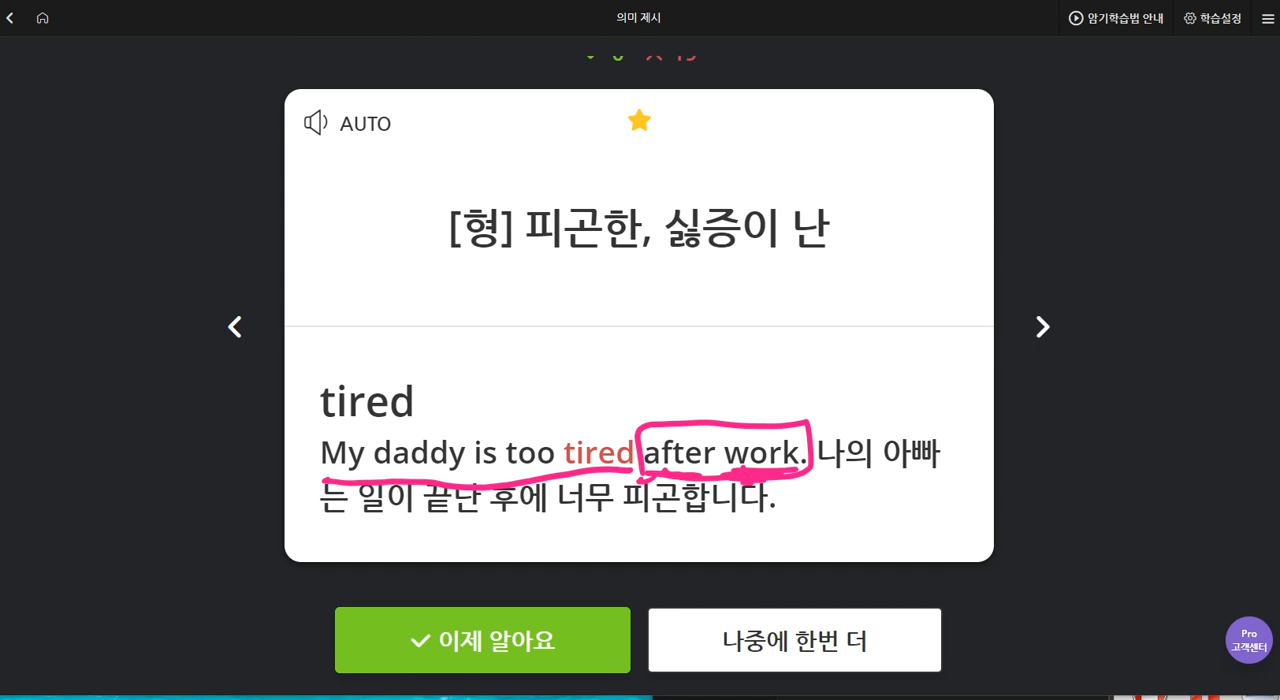 의미 제시
암기학습법 안내
학습설정
AUTO
[형] 피곤한, 싫증이 난
tired
My daddy is too tired after work. 나의 아빠
는 일이 끝난 후에 너무 피곤합니다.
이제 알아요
나중에 한번 더
Pro
고객센터